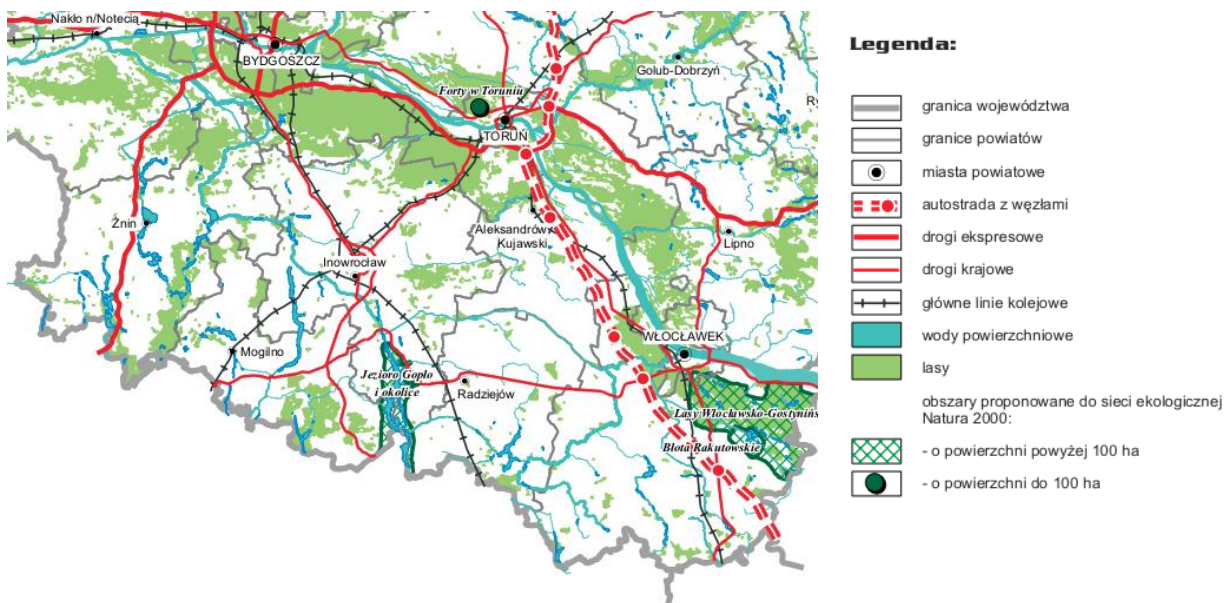 Nakło n/Notecią
BYDGOSZCZ
Golub-Dobrzyń
Forty w Toruniu
Ry
TORUŃ
Żnin
Aleksandrów
Kujawski
Lipno
Inowrocław
WŁOCŁAWEK
Mogilno
Jezioro Gopło
i okolice
Radziejów
Lasy Włocławsko-Gostynińs
Błota Rakutowskie
Legenda:
granica województwa
granice powiatów
miasta powiatowe
autostrada z węzłami
drogi ekspresowe
drogi krajowe
główne linie kolejowe
wody powierzchniowe
lasy
obszary proponowane do sieci ekologicznej
Natura 2000:
- o powierzchni powyżej 100 ha
- o powierzchni do 100 ha